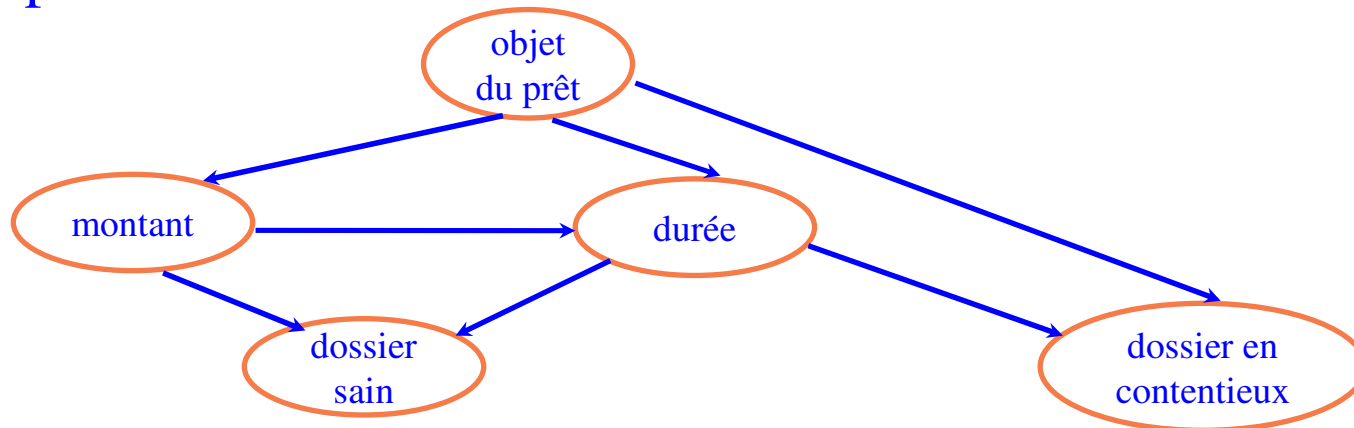 objet
du prêt
montant
durée
dossier
sain
dossier en
contentieux